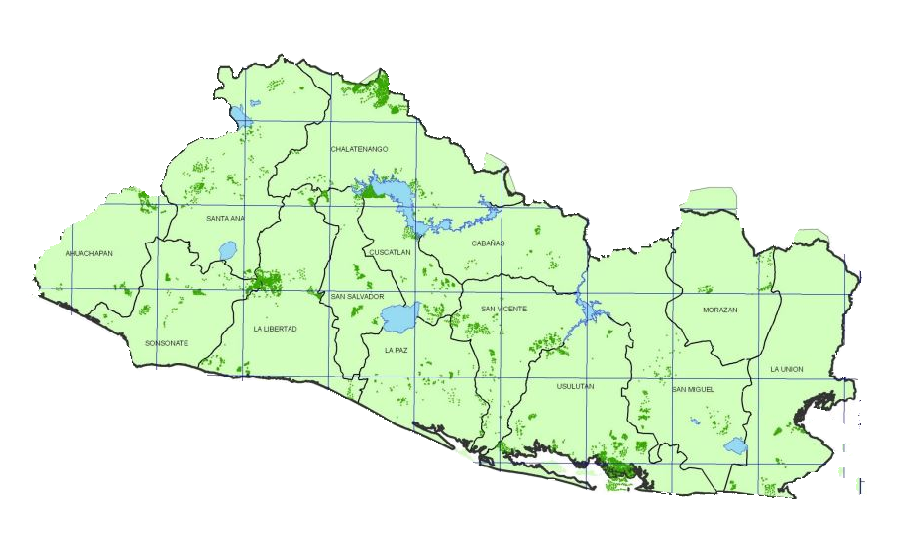 CHALATENANGO
SANTA ANA
CABAÑAS
AHUACHAPAN
CUSCATLAN
SAN SALVADOR
SAN VICENTE
MORAZAN
LA LIBERTAD
SONSONATE
LA PAZ
LA UNION
USULUTAN
SAN MIGUEL